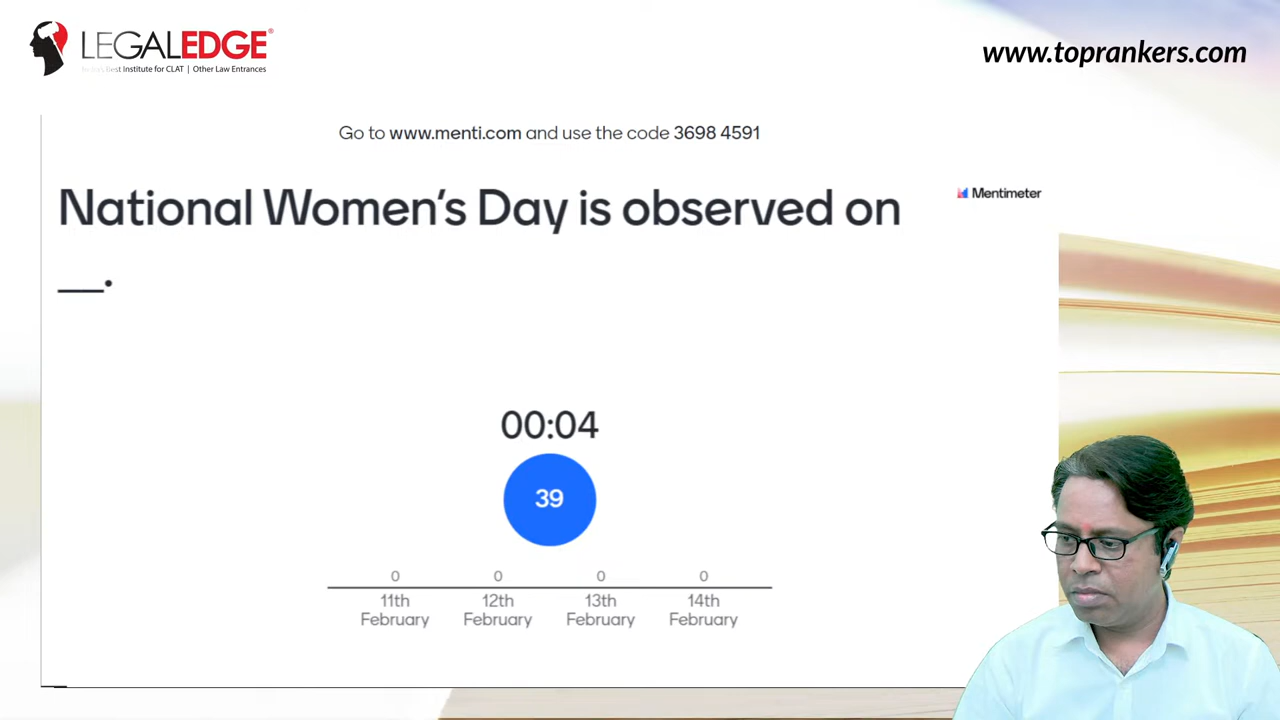 LEGALEDGE®
Best Institute for CLAT | Other Law Entrances
www.toprankers.com
Go to www.menti.com and use the code 3698 4591
National Women's Day is observed on
__.
Mentimeter
00:04
39
0 0 0 0
11th 12th 13th 14th
February February February February